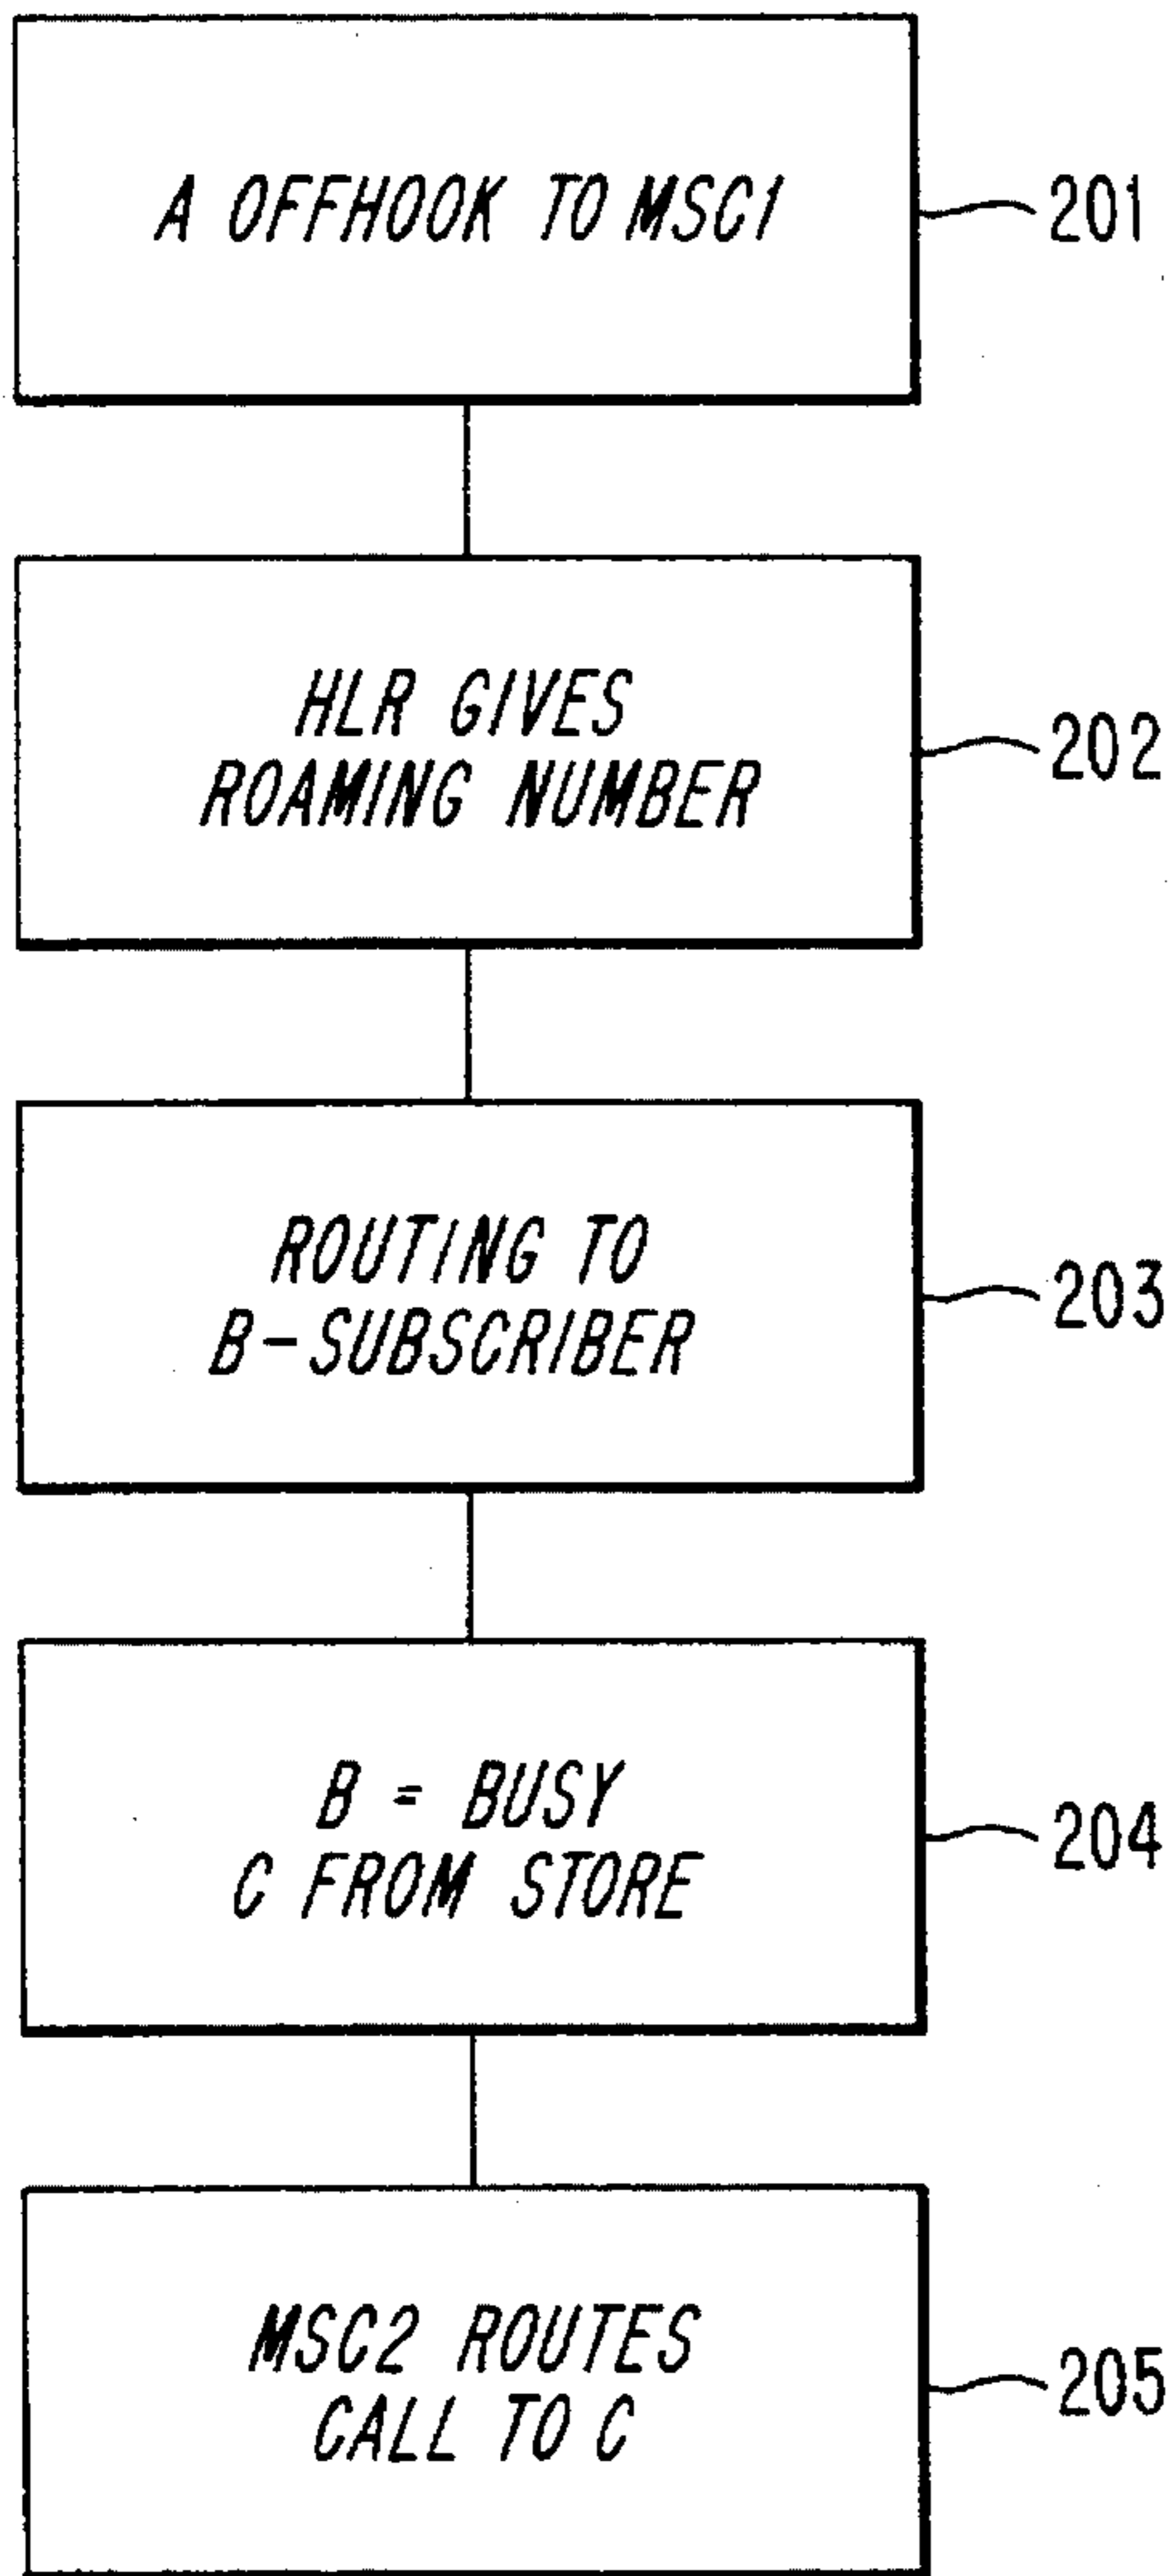 A OFFHOOK TO MSC1
201
HLR GIVES
ROAMING NUMBER
202
ROUTING TO
B-SUBSCRIBER
203
B = BUSY
C FROM STORE
204
MSC2 ROUTES
CALL TO C
205